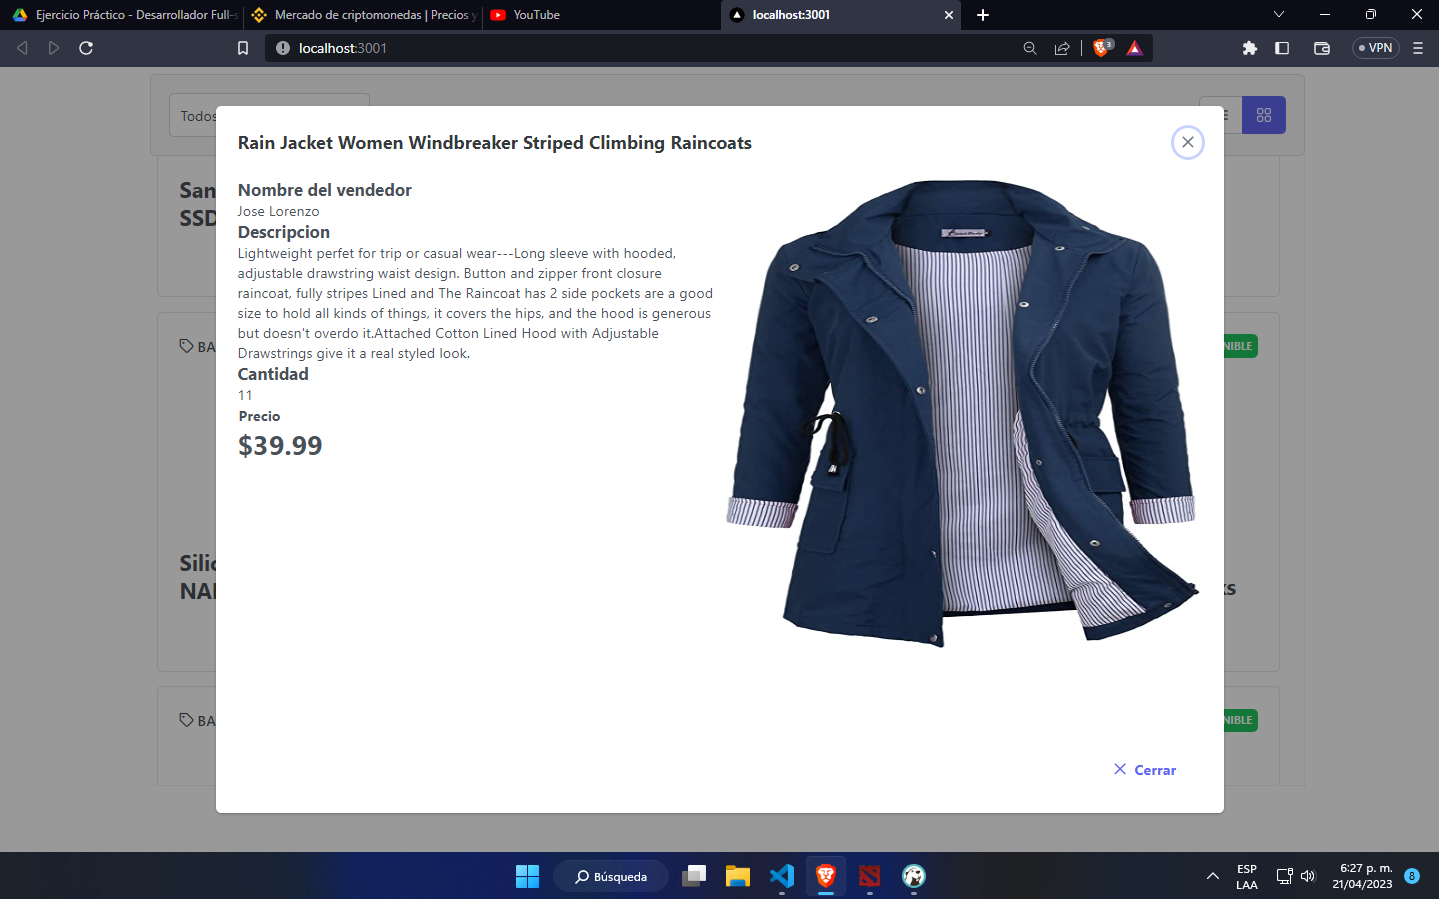 Ejercicio Práctico - Desarrollador Full-s
Mercado de criptomonedas | Precios y
YouTube
localhost:3001
localhost:3001
3
VPN
Todos
Rain Jacket Women Windbreaker Striped Climbing Raincoats
Nombre del vendedor
Jose Lorenzo
Descripcion
Lightweight perfet for trip or casual wear---Long sleeve with hooded,
adjustable drawstring waist design. Button and zipper front closure
raincoat, fully stripes Lined and The Raincoat has 2 side pockets are a good
size to hold all kinds of things, it covers the hips, and the hood is generous
but doesn't overdo it.Attached Cotton Lined Hood with Adjustable
Drawstrings give it a real styled look.
Cantidad
11
Precio
$39.99
Cerrar
San
SSD
BA
NIBLE
Silic
NAI
ks
BA
ONIBLE
Búsqueda
ESP
LAA
6:27 p. m.
21/04/2023
8